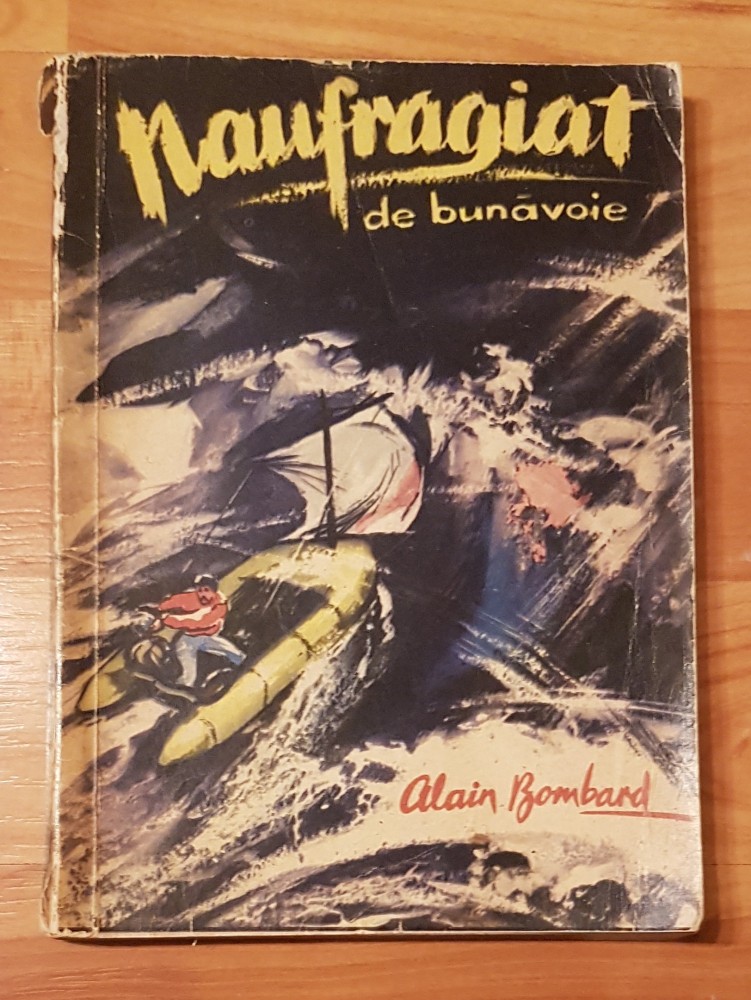 Naufragiat
de bunăvoie
Alain Bombard